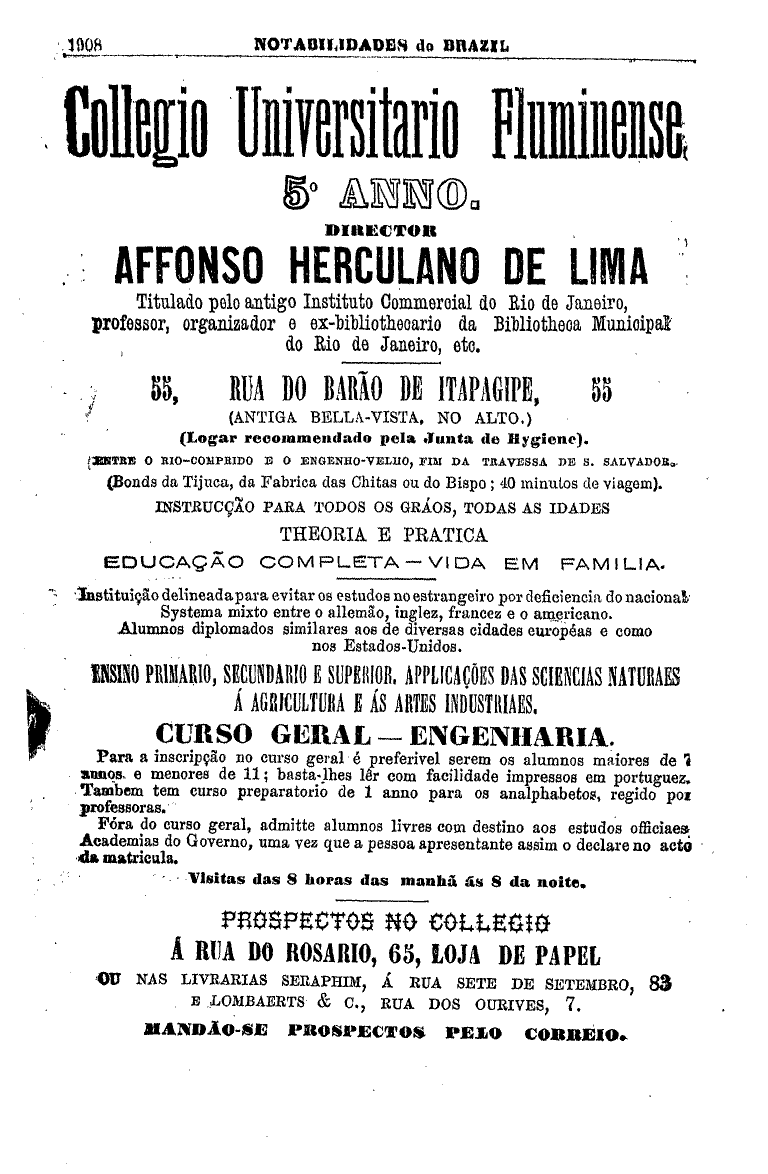 1908 NOTABILIDADES do BRAZIL
Collegio Universitario Fluminense
5º ANNO.
DIRECTOR
AFFONSO HERCULANO DE LIMA
Titulado pelo antigo Instituto Commercial do Rio de Janeiro,
professor, organizador e ex-bibliothecario da Bibliotheca Municipal
do Rio de Janeiro, etc.
55, RUA DO BARÃO DE ITAPAGIPE, 55
(ANTIGA BELLA-VISTA, NO ALTO.)
(Logar recommendado pela Junta de Hygiene).
(ENTRE O RIO-COMPRIDO E O ENGENHO-VELHO, FIM DA TRAVESSA DE S. SALVADOR.
(Bonds da Tijuca, da Fabrica das Chitas ou do Bispo; 40 minutos de viagem).
INSTRUCÇÃO PARA TODOS OS GRÁOS, TODAS AS IDADES
THEORIA E PRATICA
EDUCAÇÃO COMPLETA — VIDA EM FAMILIA.
Instituição delineada para evitar os estudos no estrangeiro por deficiencia do nacional
Systema mixto entre o allemão, inglez, francez e o americano.
Alumnos diplomados similares aos de diversas cidades européas e como
nos Estados-Unidos.
ENSINO PRIMARIO, SECUNDARIO E SUPERIOR. APPLICAÇÕES DAS SCIENCIAS NATURAES
Á AGRICULTURA E ÁS ARTES INDUSTRIAES.
CURSO GERAL — ENGENHARIA.
Para a inscripção no curso geral é preferivel serem os alumnos maiores de 7
annos, e menores de 11; basta-lhes lêr com facilidade impressos em portuguez.
Tambem tem curso preparatorio de 1 anno para os analphabetos, regido por
professoras.
Fóra do curso geral, admitte alumnos livres com destino aos estudos officiaes
Academias do Governo, uma vez que a pessoa apresentante assim o declare no acto
da matricula.
Visitas das 8 horas das manhã ás 8 da noite.
PROSPECTOS NO COLLEGIO
Á RUA DO ROSARIO, 65, LOJA DE PAPEL
OU NAS LIVRARIAS SERAPHIM, Á RUA SETE DE SETEMBRO, 83
E LOMBAERTS & C., RUA DOS OURIVES, 7.
MANDÃO-SE PROSPECTOS PELO CORREIO.